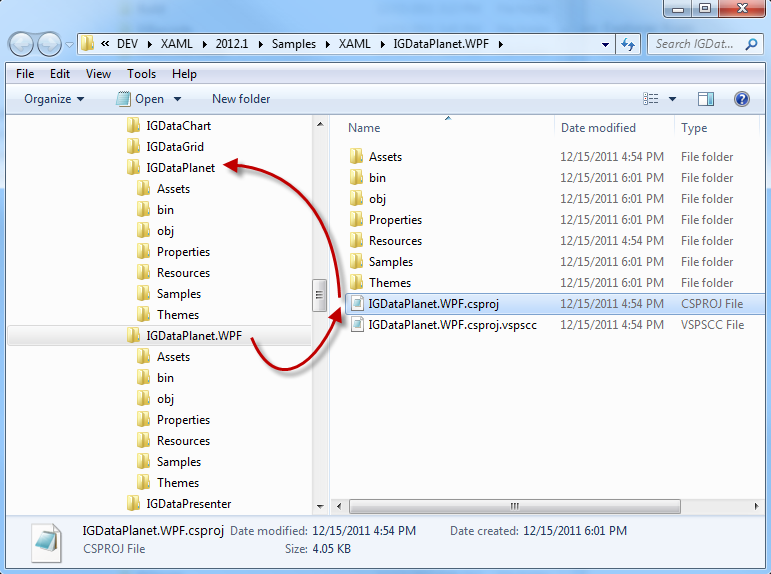 « DEV XAML 2012.1 Samples XAML IGDataPlanet.WPF
Search IGDat...
File Edit View Tools Help
Organize Open New folder
Name Date modified Type
IGDataChart
IGDataGrid
IGDataPlanet
Assets
bin
obj
Properties
Resources
Samples
Themes
IGDataPlanet.WPF
Assets
bin
obj
Properties
Resources
Samples
Themes
IGDataPresenter
Assets 12/15/2011 4:54 PM File folder
bin 12/15/2011 6:01 PM File folder
obj 12/15/2011 6:01 PM File folder
Properties 12/15/2011 6:01 PM File folder
Resources 12/15/2011 4:54 PM File folder
Samples 12/15/2011 6:01 PM File folder
Themes 12/15/2011 6:01 PM File folder
IGDataPlanet.WPF.csproj 12/15/2011 4:54 PM CSPROJ File
IGDataPlanet.WPF.csproj.vspscc 12/15/2011 4:54 PM VSPSCC File
IGDataPlanet.WPF.csproj Date modified: 12/15/2011 4:54 PM Date created: 12/15/2011 6:01 PM
CSPROJ File Size: 4.05 KB